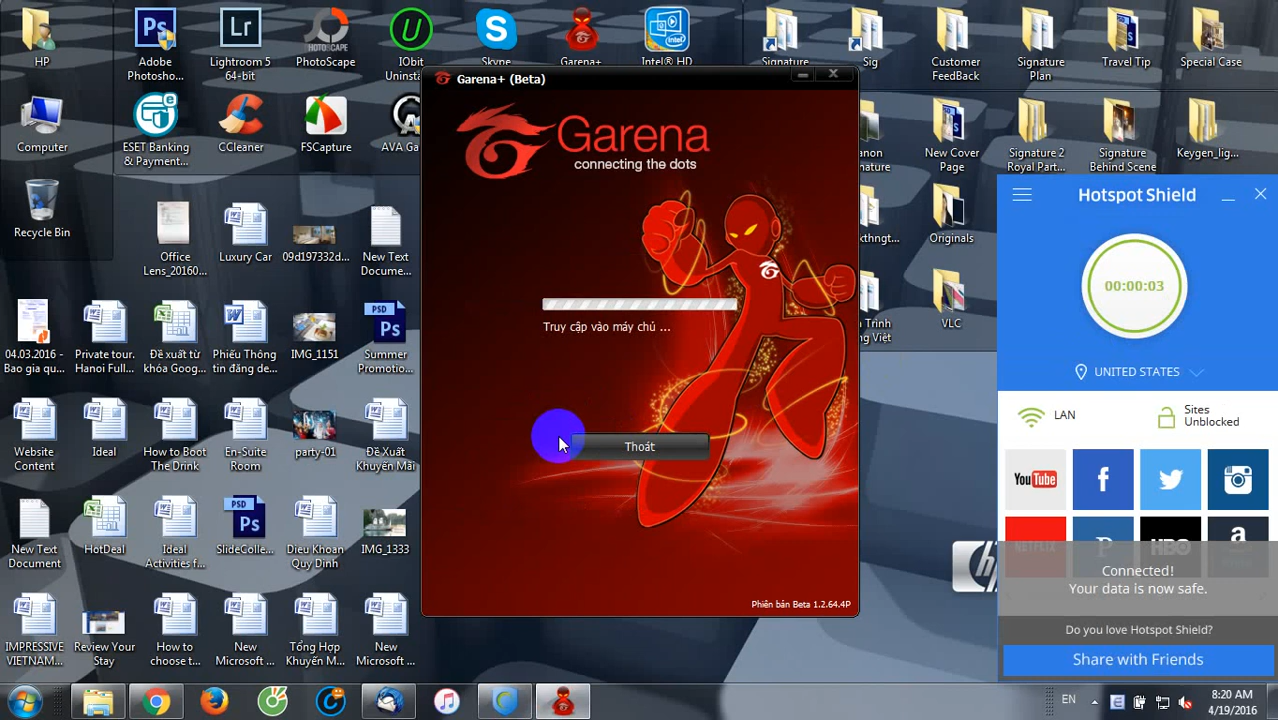 HP
Adobe
Photosho...
Lightroom 5
64-bit
PhotoScape
IObit
Uninsta
Skype
Garena+
Intel® HD
Signature
Sig
Customer
FeedBack
Signature
Plan
Travel Tip
Special Case
Computer
ESET Banking
& Payment...
CCleaner
FSCapture
AVA Ga
New Cover
Page
Signature 2
Royal Part...
Signature
Behind Scene
Keygen_lig...
Recycle Bin
Office
Lens_20160...
Luxury Car
09d197332d...
New Text
Docume...
Originals
04.03.2016 -
Bao gia qu...
Private tour.
Hanoi Full...
Đề xuất từ
khóa Goog...
Phiếu Thông
tin đăng de...
IMG_1151
Summer
Promotio...
VLC
Website
Content
Ideal
How to Boot
The Drink
En-Suite
Room
party-01
Đề Xuất
Khuyến Mãi
New Text
Document
HotDeal
Ideal
Activities f...
SlideColle...
Dieu Khoan
Quy Dinh
IMG_1333
IMPRESSIVE
VIETNAM...
Review Your
Stay
How to
choose t...
New
Microsoft ...
Tổng Hợp
Khuyến M...
New
Microsoft ...
Garena+ (Beta)
Garena
connecting the dots
Truy cập vào máy chủ ...
Thoát
Phiên bản Beta 1.2.64.4P
Hotspot Shield
00:00:03
UNITED STATES
LAN
Sites
Unblocked
YouTube
NETFLIX
HBO
Connected!
Your data is now safe.
Do you love Hotspot Shield?
Share with Friends
EN
8:20 AM
4/19/2016